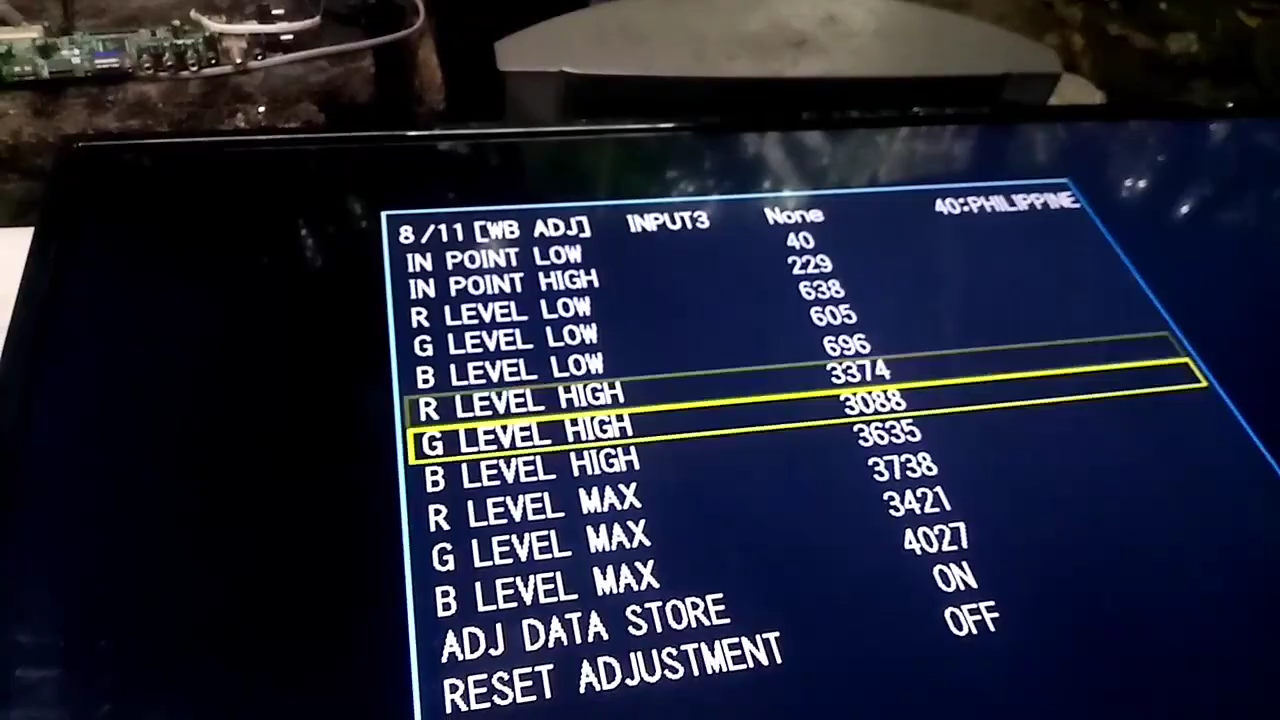 8/11 [WB ADJ] INPUT3 None 40:PHILIPPINE
IN POINT LOW 40
IN POINT HIGH 229
R LEVEL LOW 638
G LEVEL LOW 605
B LEVEL LOW 696
R LEVEL HIGH 3374
G LEVEL HIGH 3088
B LEVEL HIGH 3635
R LEVEL MAX 3738
G LEVEL MAX 3421
B LEVEL MAX 4027
ADJ DATA STORE ON
RESET ADJUSTMENT OFF